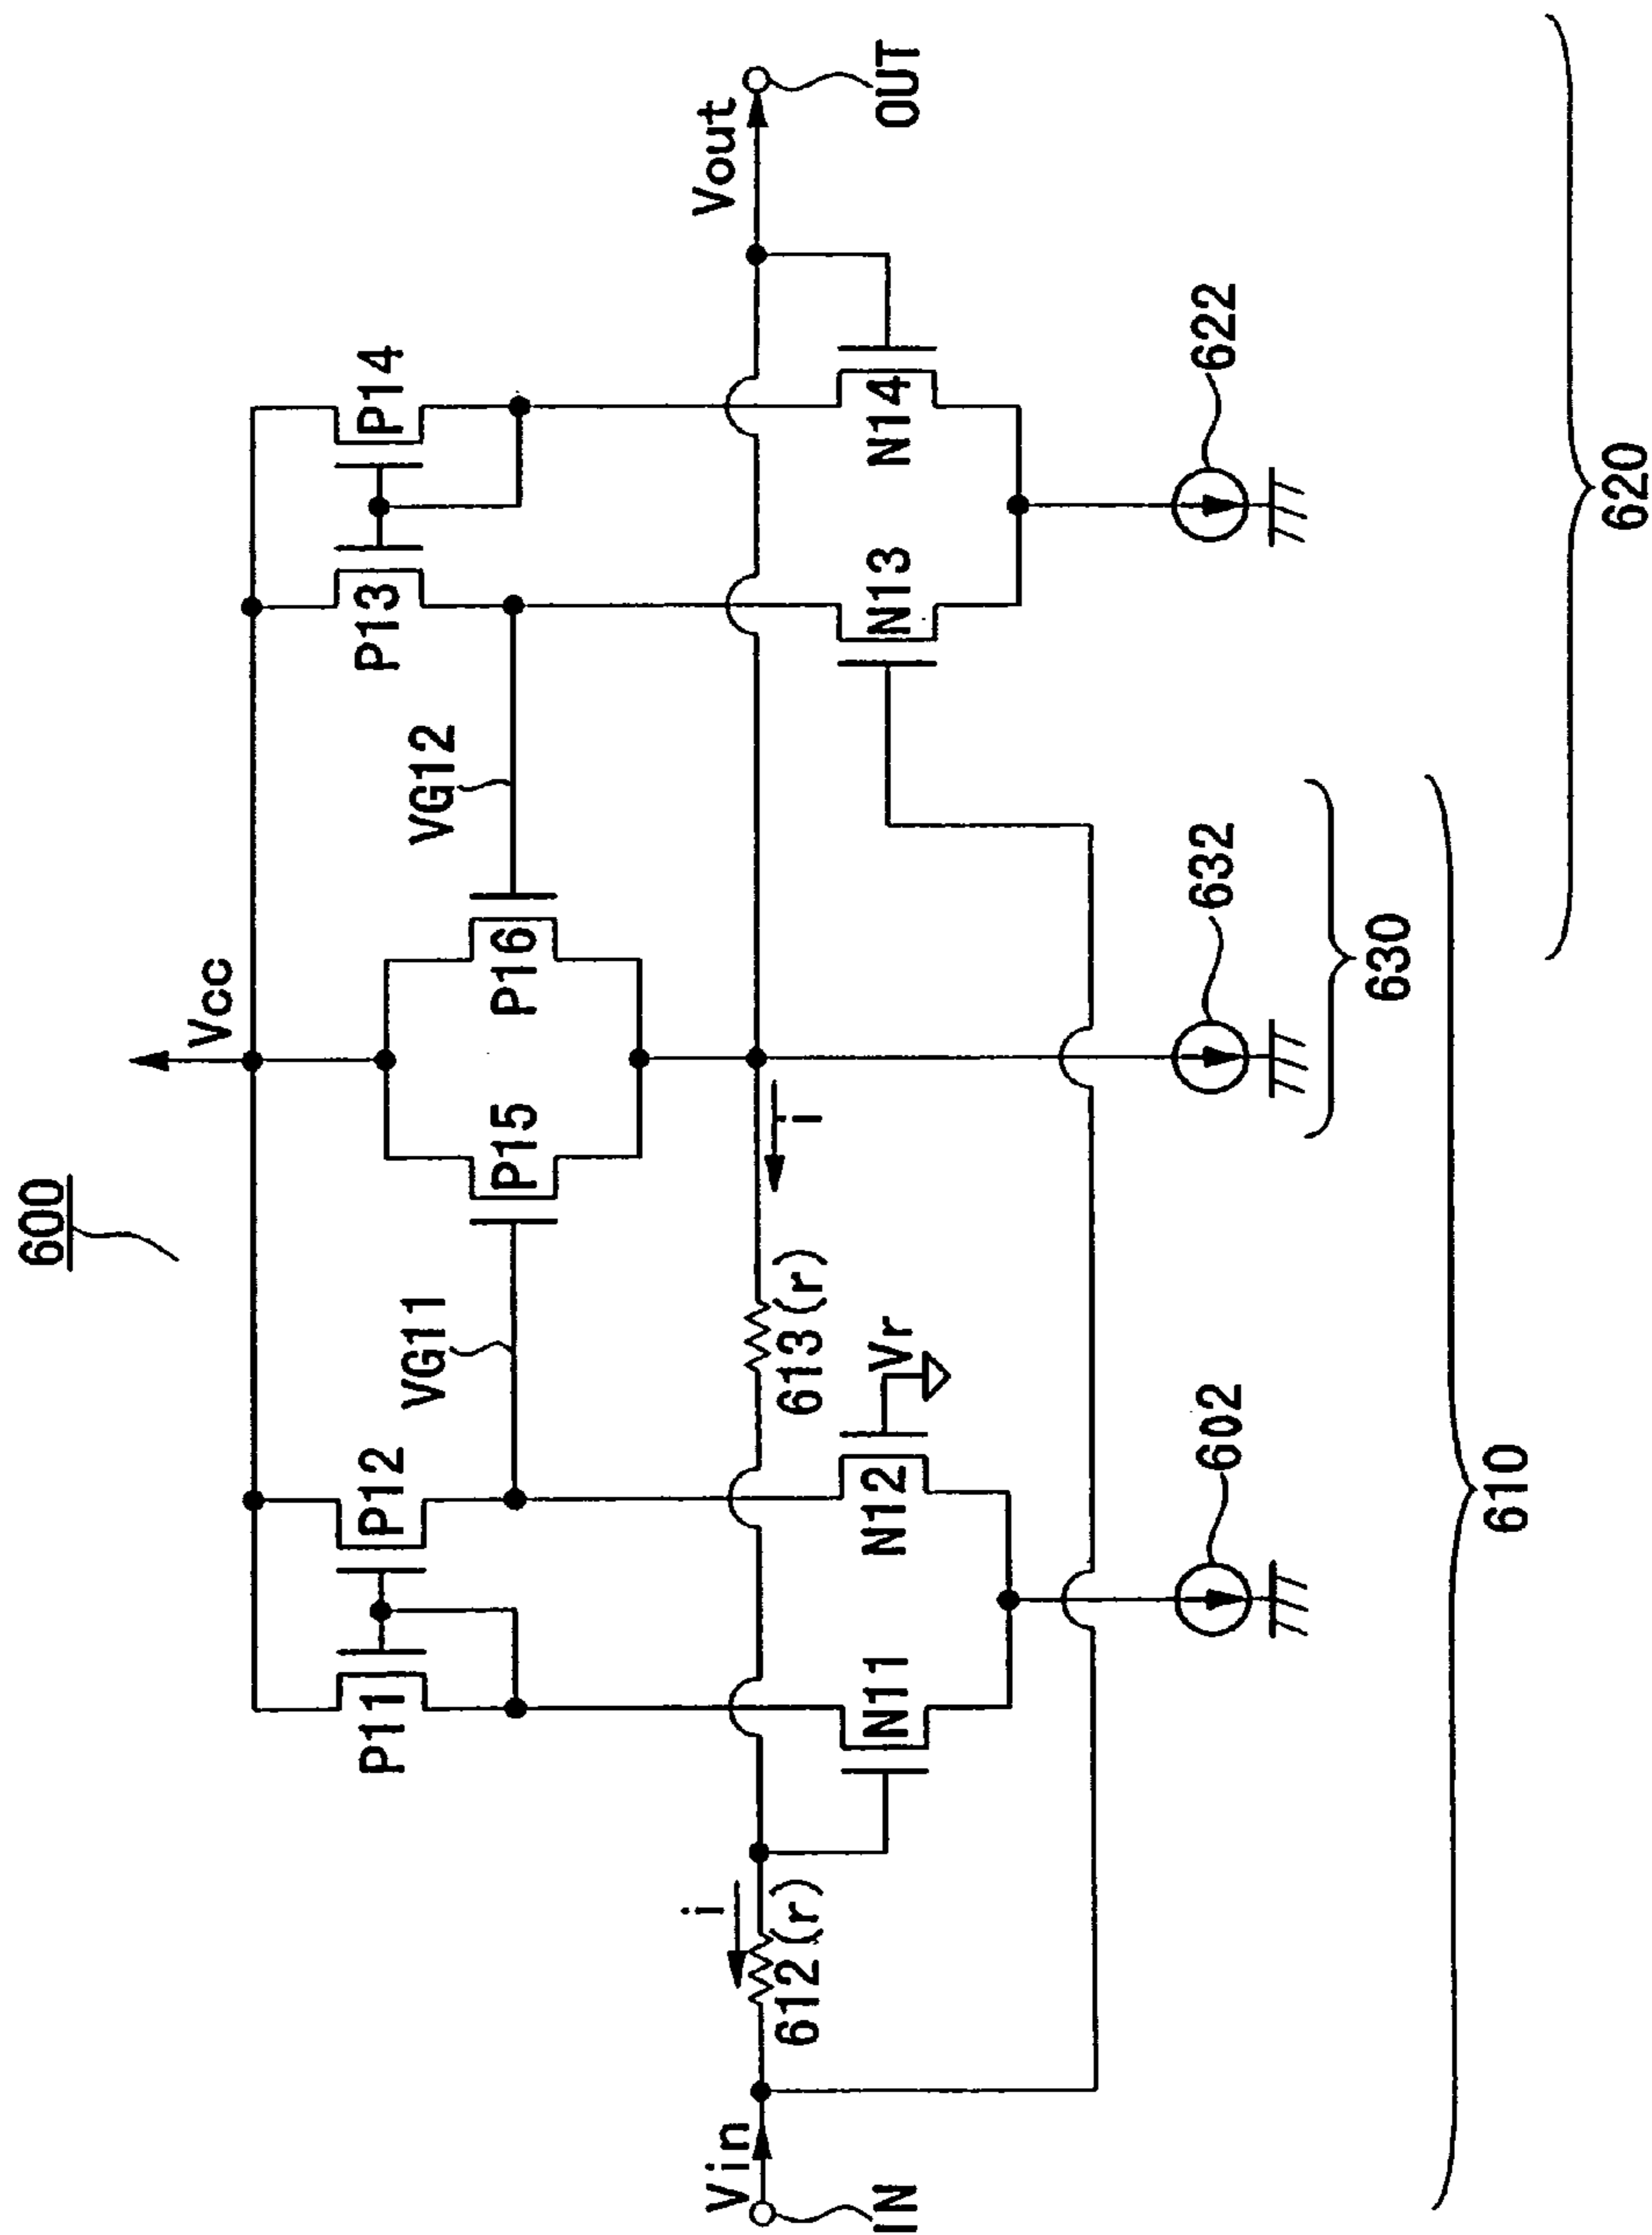 600
Vcc
P11
P12
P13
P14
VG11
VG12
P15
P16
Vin
IN
i
612(r)
613(r)
i
Vout
OUT
N11
N12
Vr
N13
N14
602
632
622
630
610
620